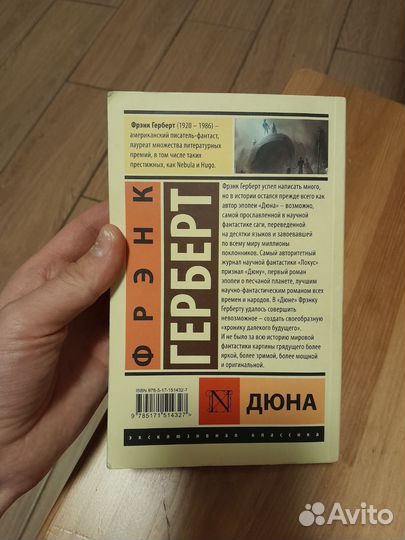 Фрэнк Герберт (1920 – 1986) –
американский писатель-фантаст,
лауреат множества литературных
премий, в том числе таких
престижных, как Nebula и Hugo.
ФРЭНК
ГЕРБЕРТ
Фрэнк Герберт успел написать много,
но в истории остался прежде всего как
автор эпопеи «Дюна» – возможно,
самой прославленной в научной
фантастике саги, переведенной
на десятки языков и завоевавшей
по всему миру миллионы
поклонников. Самый авторитетный
журнал научной фантастики «Локус»
признал «Дюну», первый роман
эпопеи о песчаной планете, лучшим
научно-фантастическим романом всех
времен и народов. В «Дюне» Фрэнку
Герберту удалось совершить
невозможное – создать своеобразную
«хронику далекого будущего».
И не было за всю историю мировой
фантастики картины грядущего более
яркой, более зримой, более мощной
и оригинальной.
ISBN 978-5-17-151432-7
9 785171 514327 >
N
ДЮНА
эксклюзивная классика
Avito